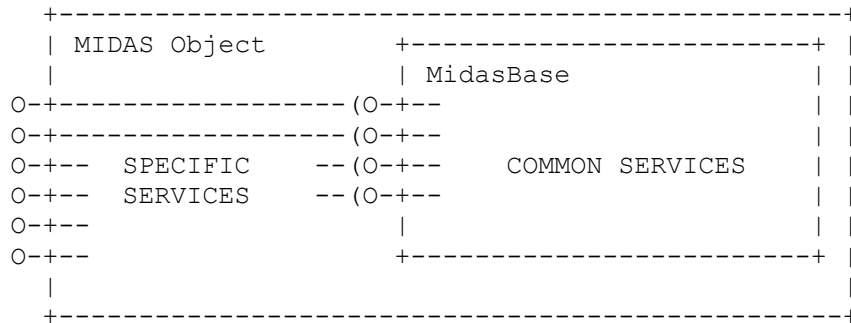 +--------------------------------------------------+
| MIDAS Object         +--------------------------+ |
|                      | MidasBase                | |
O-+------------------(O-+--                        | |
O-+------------------(O-+--                        | |
O-+--  SPECIFIC    --(O-+--    COMMON SERVICES     | |
O-+--  SERVICES    --(O-+--                        | |
O-+--                   |                          | |
O-+--                   +--------------------------+ |
|                                                  |
+--------------------------------------------------+